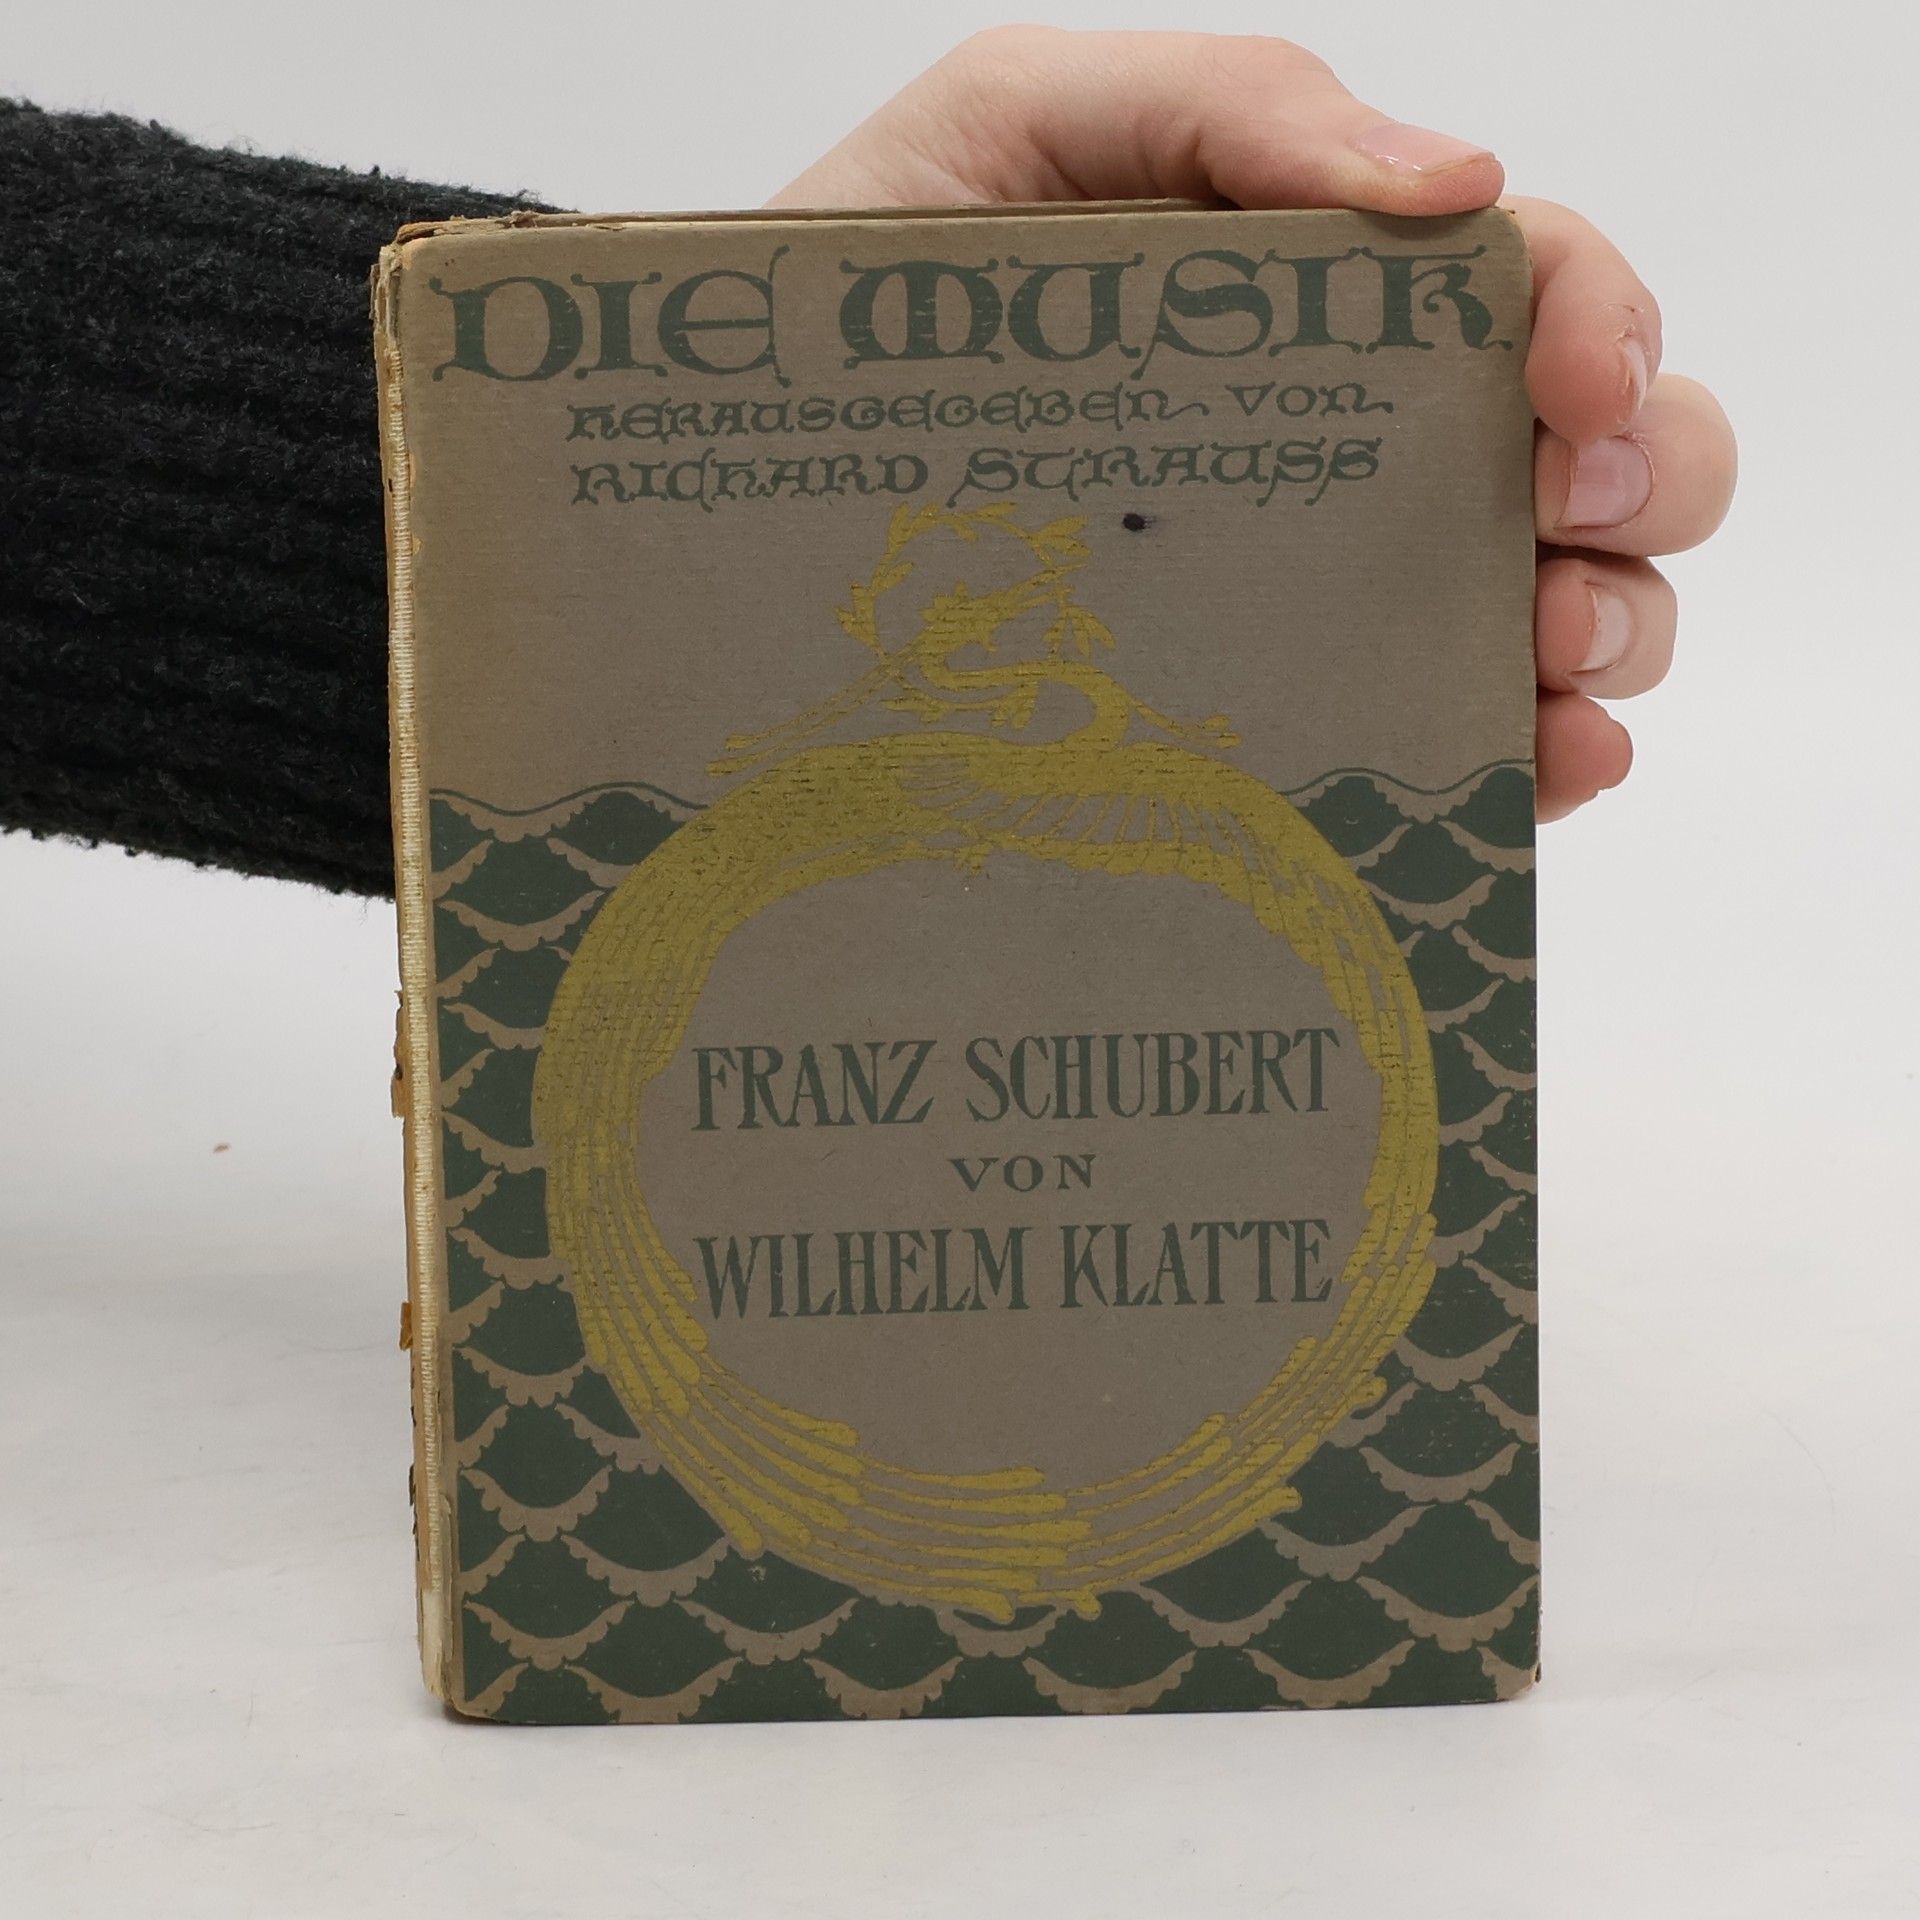 DIE MUSIK
HERAUSGEGEBEN VON
RICHARD STRAUSS
FRANZ SCHUBERT
VON
WILHELM KLATTE